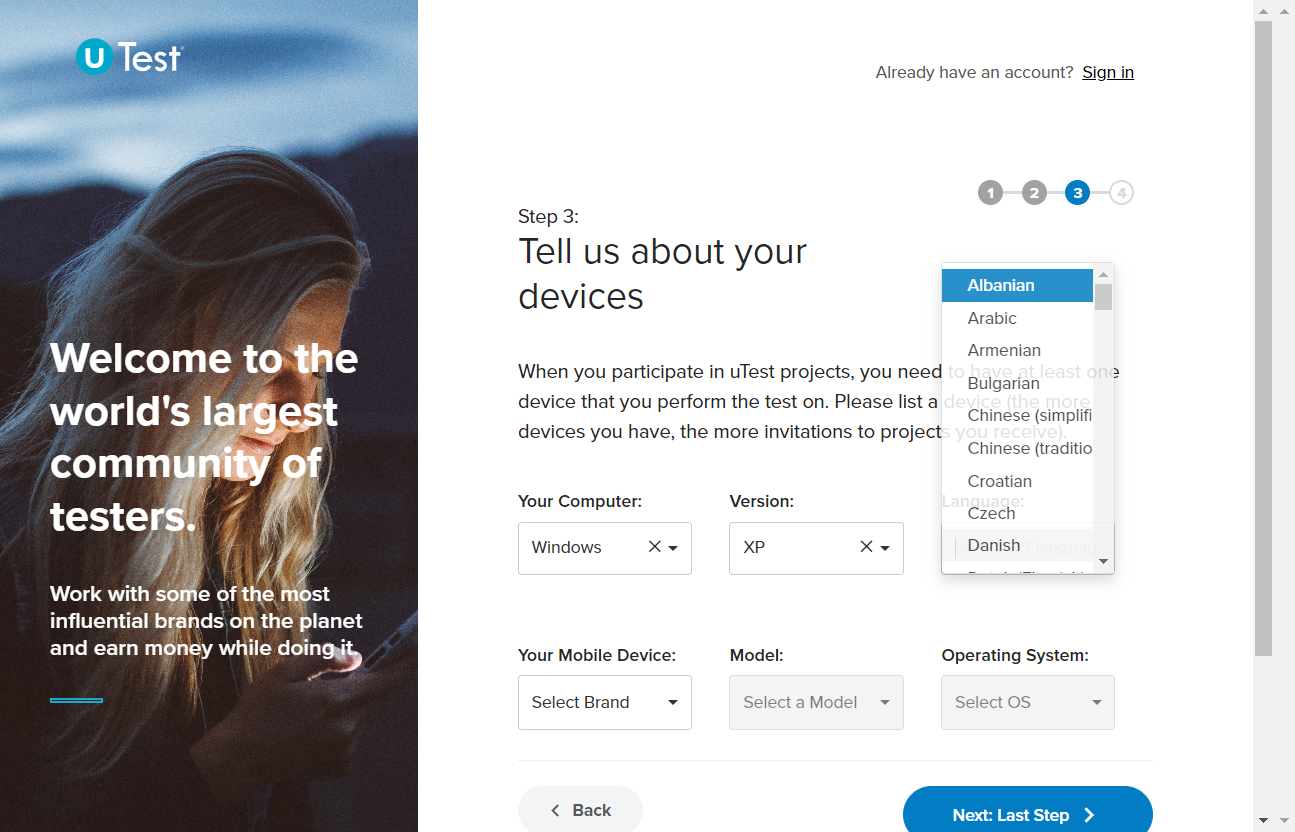 U Test
Already have an account? Sign in
1 2 3 4
Step 3:
Tell us about your
devices
Welcome to the
world's largest
community of
testers.
Work with some of the most
influential brands on the planet
and earn money while doing it.
When you participate in uTest projects, you need to have at least one
device that you perform the test on. Please list a device (the more
devices you have, the more invitations to projects you receive).
Albanian
Arabic
Armenian
Bulgarian
Chinese (simplifi
Chinese (traditio
Croatian
Czech
Danish
Your Computer: Version: Language:
Windows XP
Your Mobile Device: Model: Operating System:
Select Brand Select a Model Select OS
Back Next: Last Step